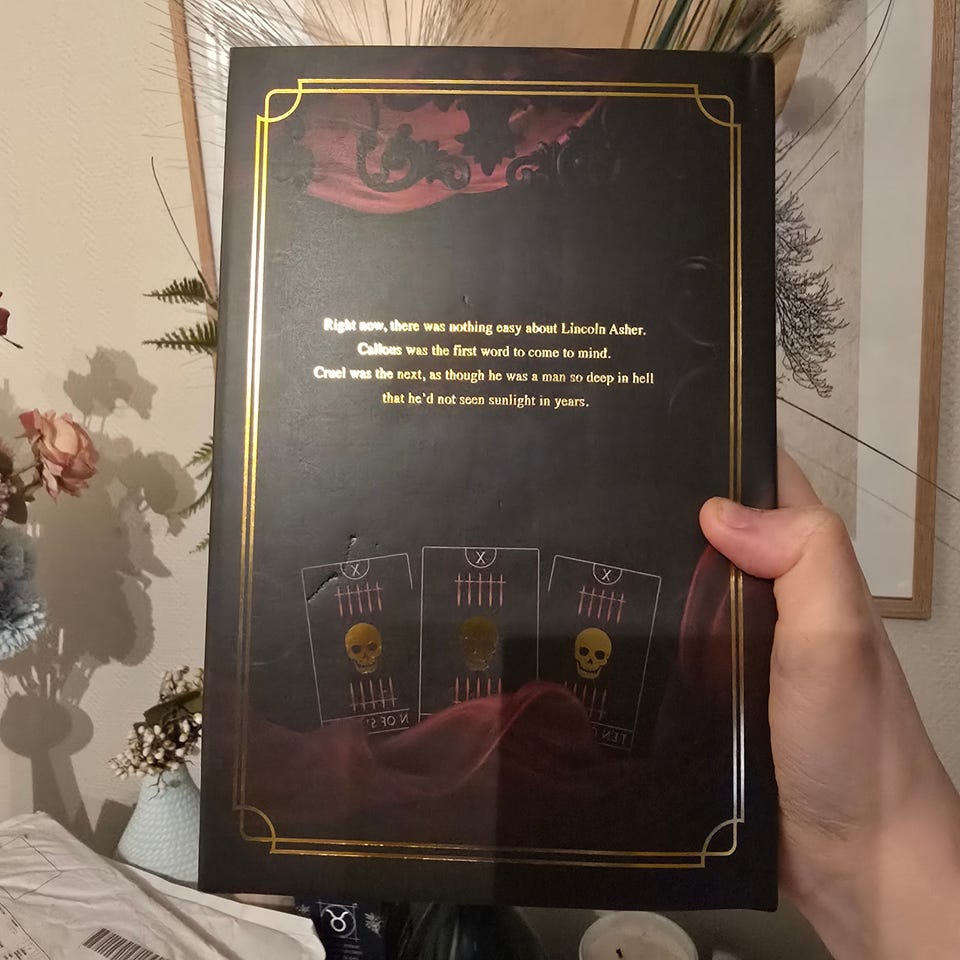 Right now, there was nothing easy about Lincoln Asher.
Callous was the first word to come to mind.
Cruel was the next, as though he was a man so deep in hell
that he'd not seen sunlight in years.
X
X
X
N OF S
TEN